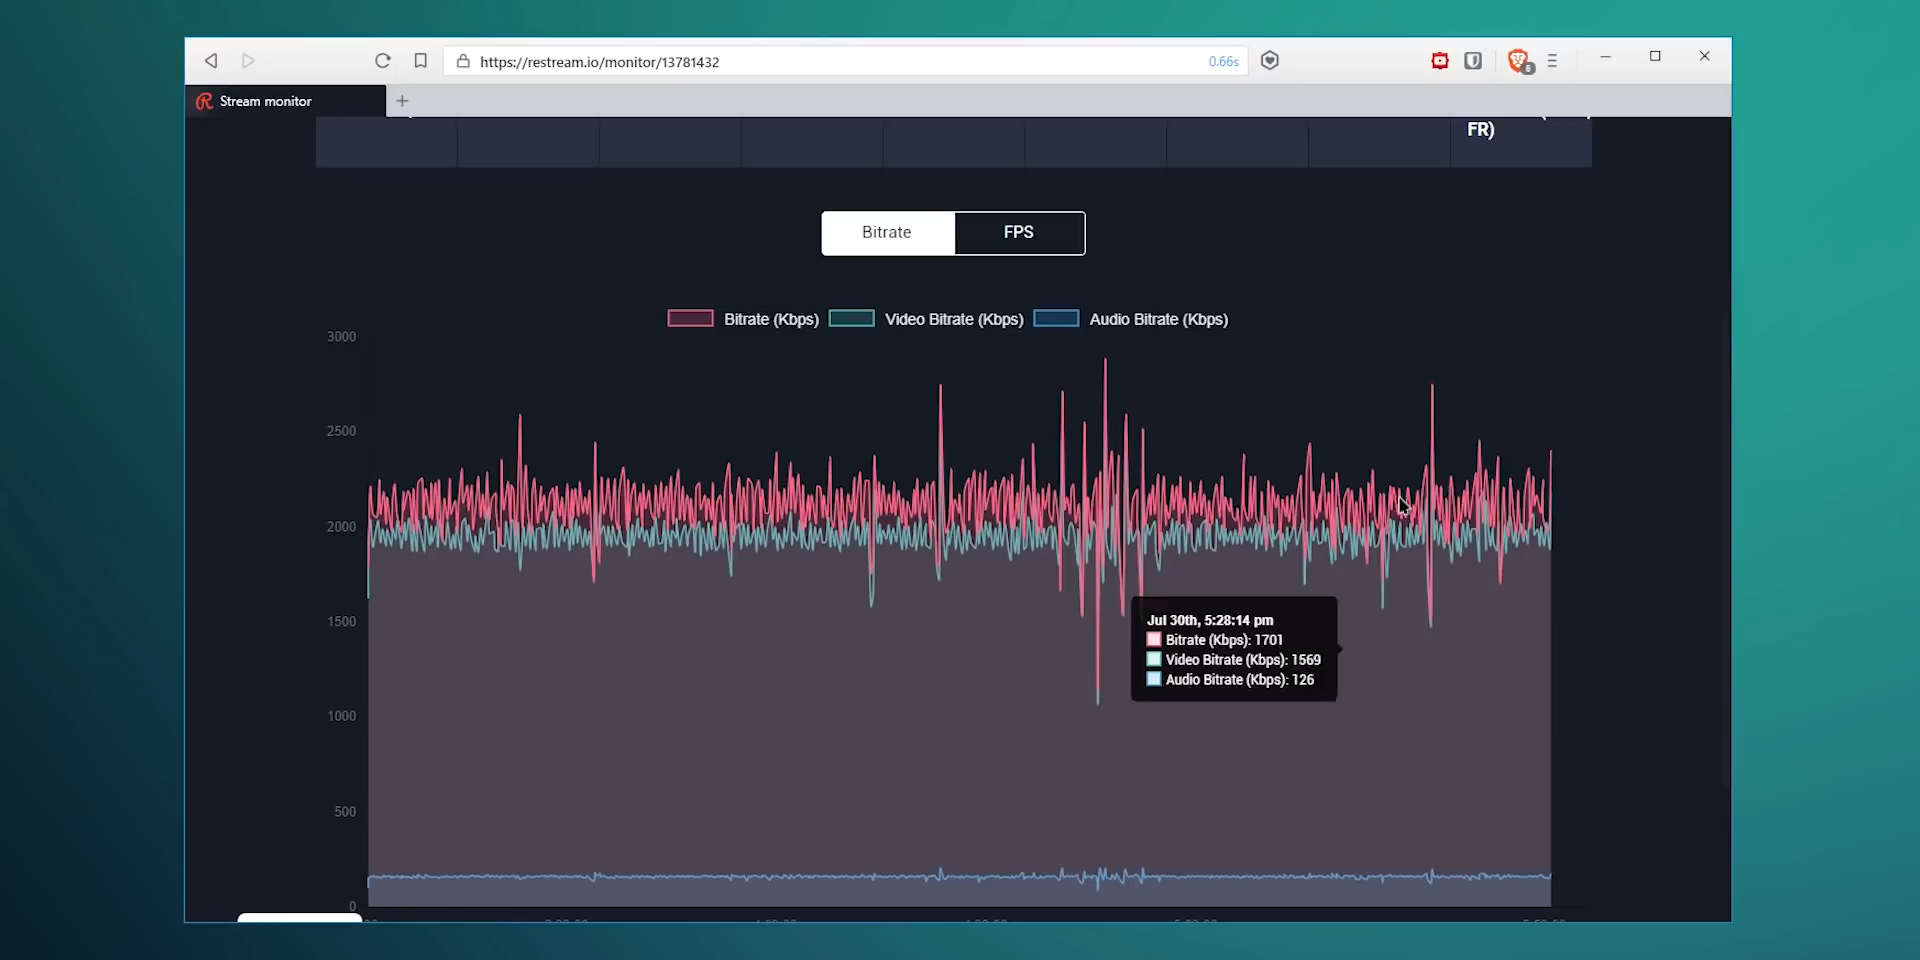 https://restream.io/monitor/13781432
0.66s
6
Stream monitor
FR)
Bitrate
FPS
Bitrate (Kbps)
Video Bitrate (Kbps)
Audio Bitrate (Kbps)
3000
2500
2000
1500
1000
500
0
Jul 30th, 5:28:14 pm
Bitrate (Kbps): 1701
Video Bitrate (Kbps): 1569
Audio Bitrate (Kbps): 126